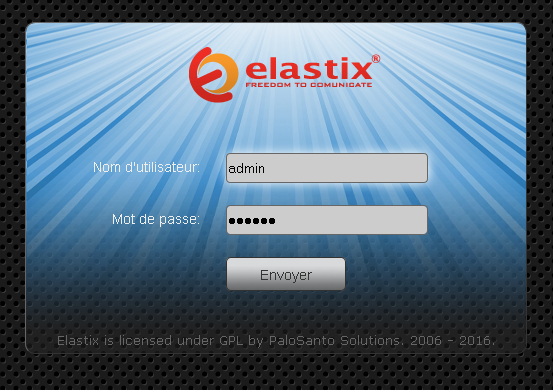 elastix®
FREEDOM TO COMUNICATE
Nom d'utilisateur: admin
Mot de passe: ••••••
Envoyer
Elastix is licensed under GPL by PaloSanto Solutions. 2006 - 2016.